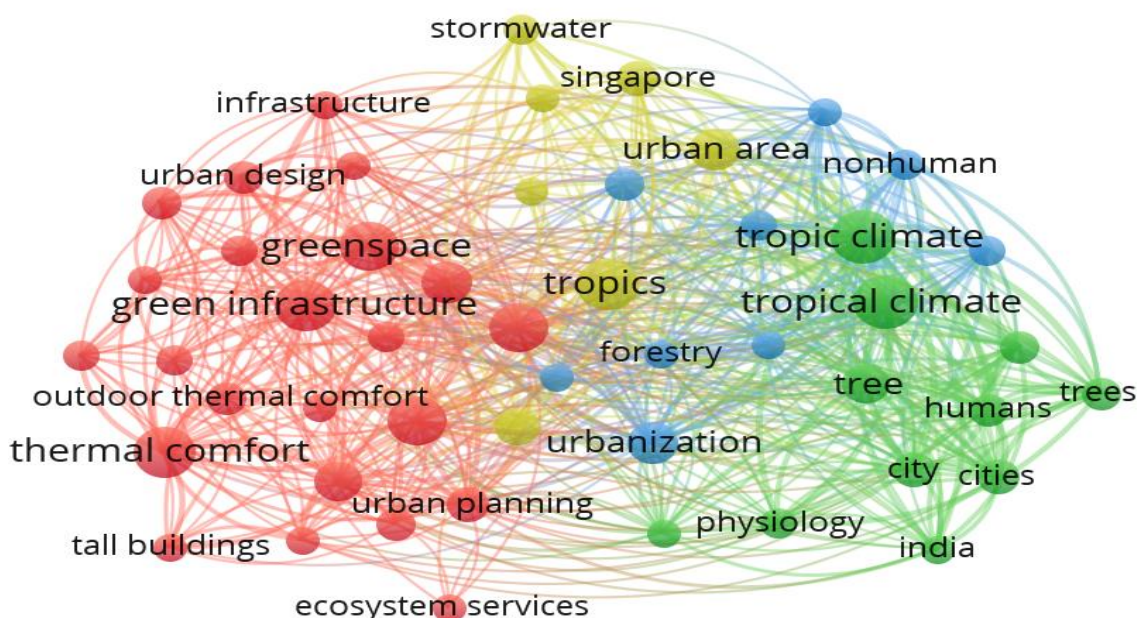 stormwater
singapore
infrastructure
urban area
nonhuman
urban design
tropic climate
greenspace
tropics
green infrastructure
tropical climate
forestry
tree
trees
outdoor thermal comfort
humans
thermal comfort
urbanization
city
cities
urban planning
physiology
tall buildings
india
ecosystem services